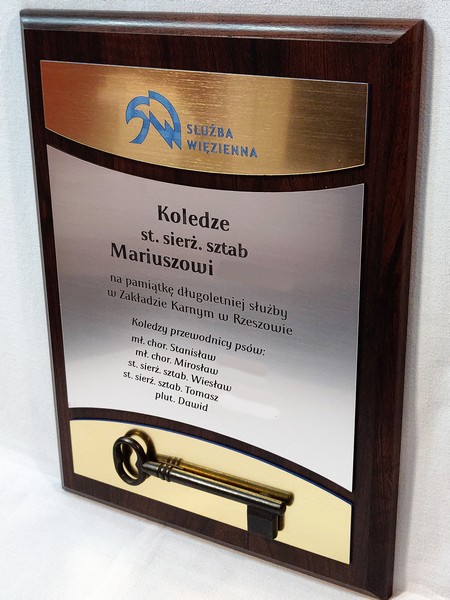 SŁUŻBA
WIĘZIENNA
Koledze
st. sierż. sztab
Mariuszowi
na pamiątkę długoletniej służby
w Zakładzie Karnym w Rzeszowie
Koledzy przewodnicy psów:
mł. chor. Stanisław
mł. chor. Mirosław
st. sierż. sztab. Wiesław
st. sierż. sztab. Tomasz
plut. Dawid